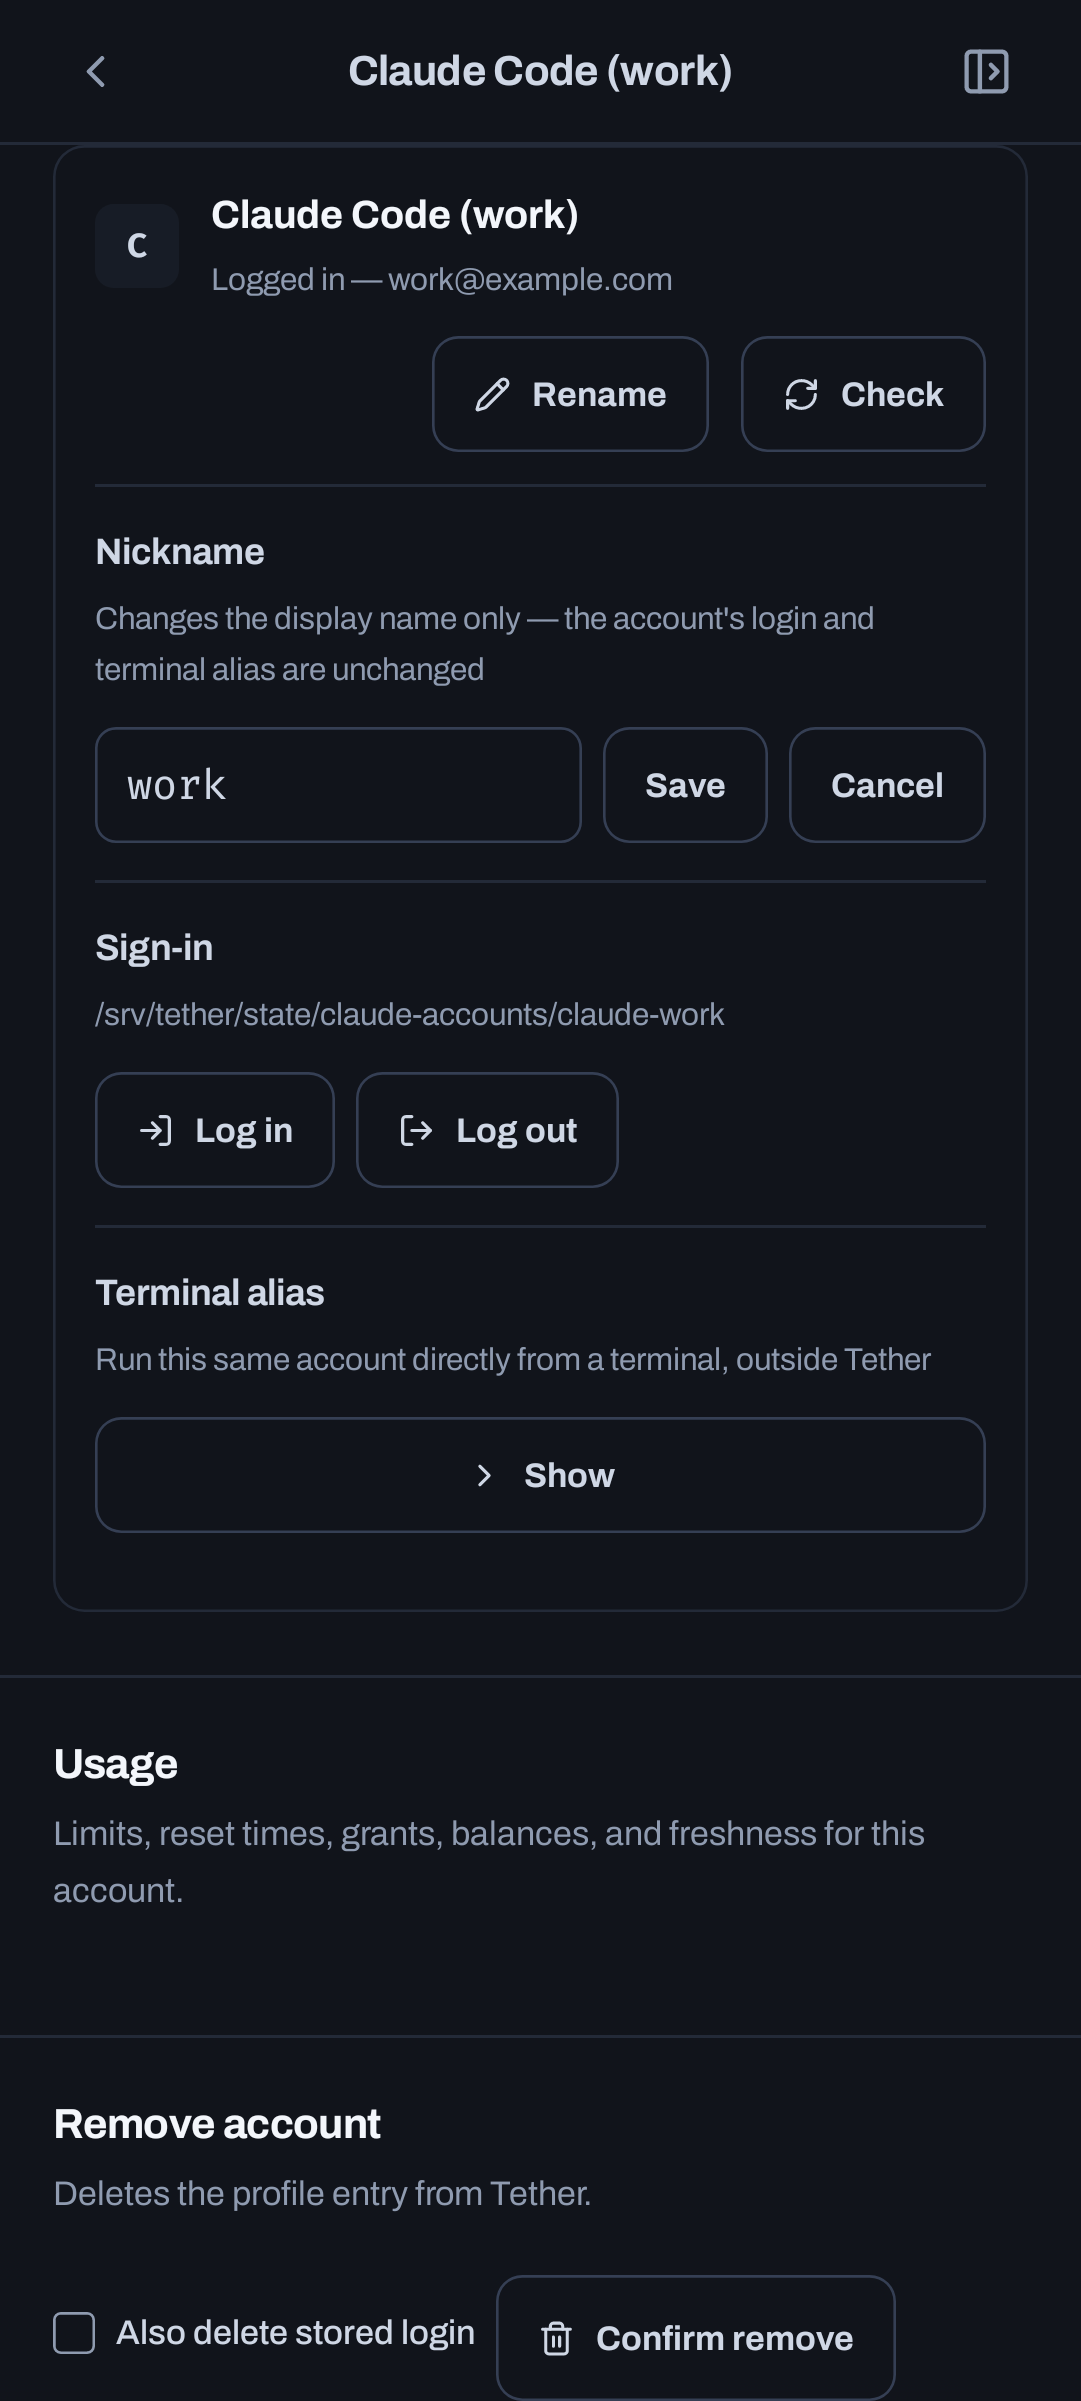 Claude Code (work)
C
Claude Code (work)
Logged in — work@example.com
Rename
Check
Nickname
Changes the display name only — the account's login and
terminal alias are unchanged
work
Save
Cancel
Sign-in
/srv/tether/state/claude-accounts/claude-work
Log in
Log out
Terminal alias
Run this same account directly from a terminal, outside Tether
Show
Usage
Limits, reset times, grants, balances, and freshness for this
account.
Remove account
Deletes the profile entry from Tether.
Also delete stored login
Confirm remove